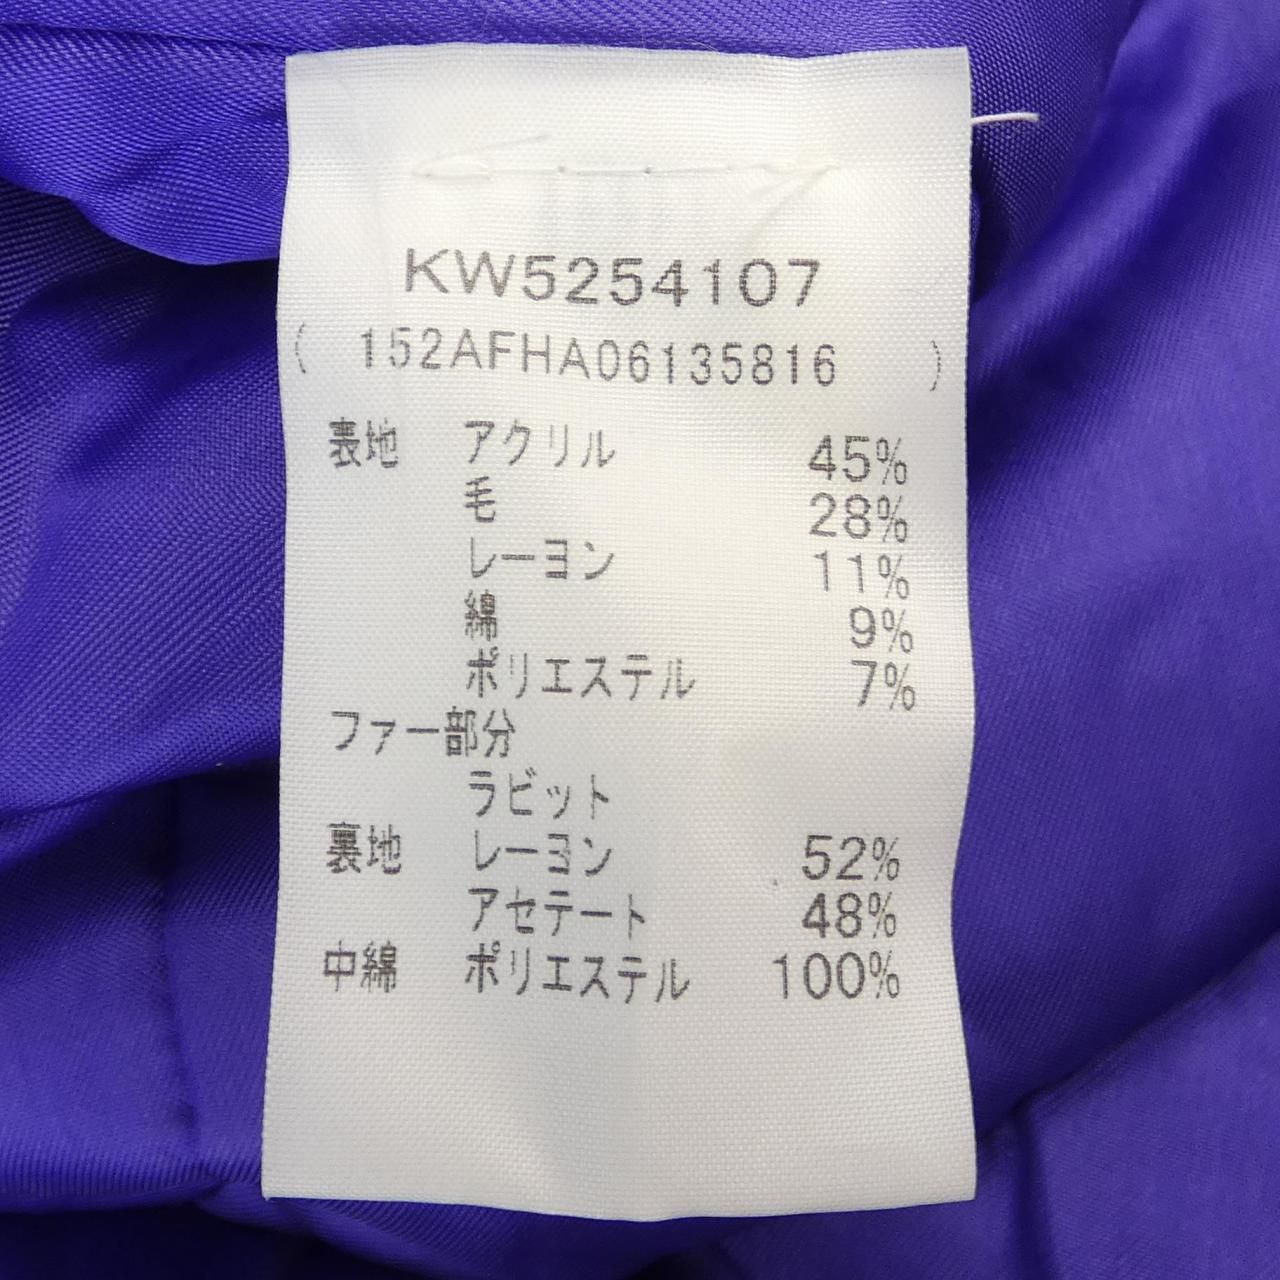 KW5254107
( 152AFHA06135816 )
表地 アクリル 45%
毛 28%
レーヨン 11%
綿 9%
ポリエステル 7%
ファー部分
ラビット
裏地 レーヨン 52%
アセテート 48%
中綿 ポリエステル 100%